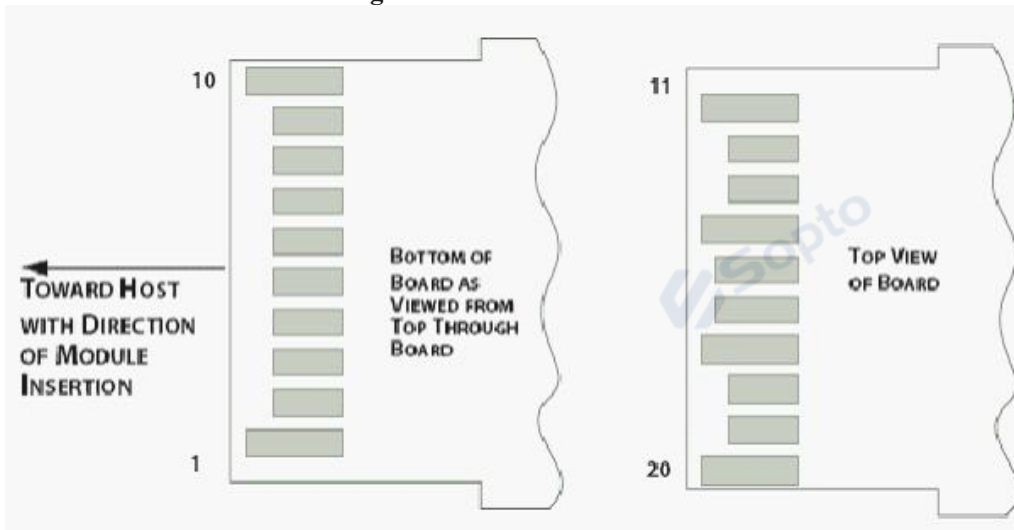 10
1
TOWARD HOST
WITH DIRECTION
OF MODULE
INSERTION
BOTTOM OF
BOARD AS
VIEWED FROM
TOP THROUGH
BOARD
11
20
TOP VIEW
OF BOARD
Sopto